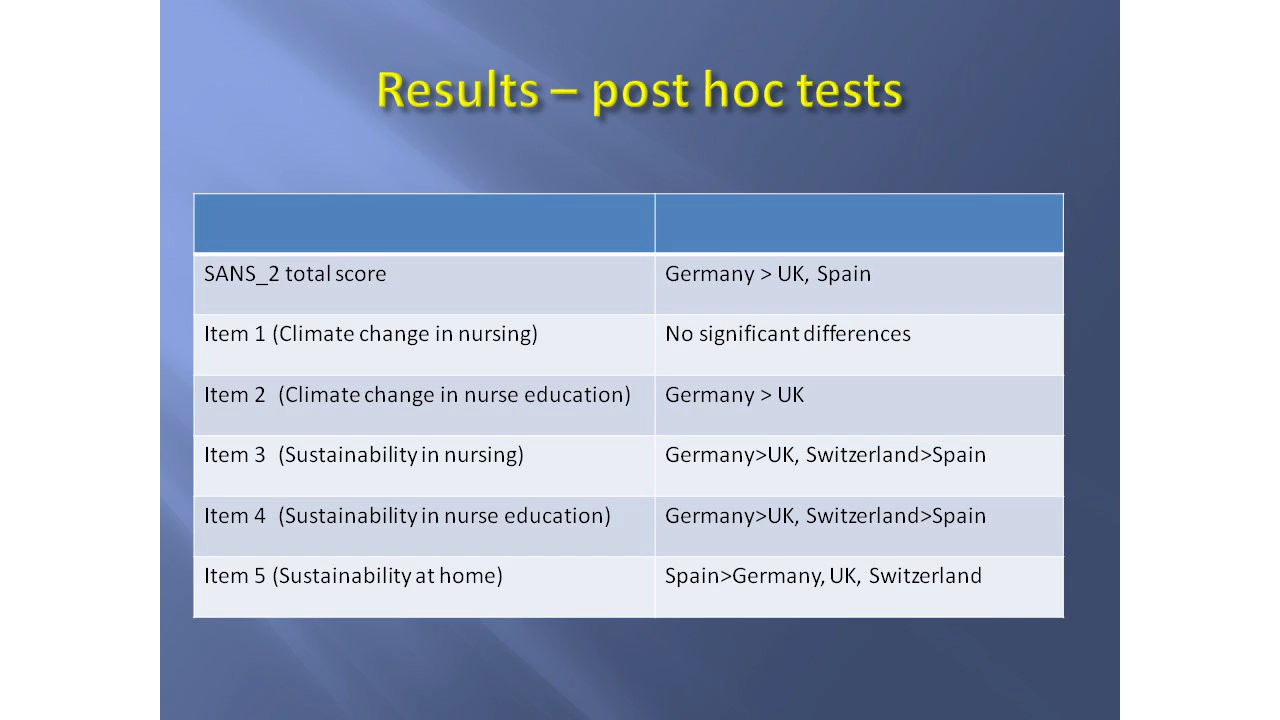 Results – post hoc tests
SANS_2 total score
Germany > UK, Spain
Item 1 (Climate change in nursing)
No significant differences
Item 2 (Climate change in nurse education)
Germany > UK
Item 3 (Sustainability in nursing)
Germany>UK, Switzerland>Spain
Item 4 (Sustainability in nurse education)
Germany>UK, Switzerland>Spain
Item 5 (Sustainability at home)
Spain>Germany, UK, Switzerland